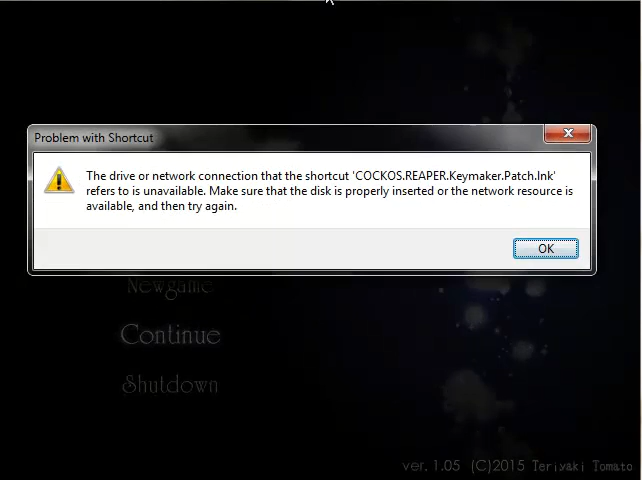 Problem with Shortcut
The drive or network connection that the shortcut 'COCKOS.REAPER.Keymaker.Patch.lnk'
refers to is unavailable. Make sure that the disk is properly inserted or the network resource is
available, and then try again.
OK
Newgame
Continue
Shutdown
ver. 1.05 (C)2015 Teriyaki Tomato